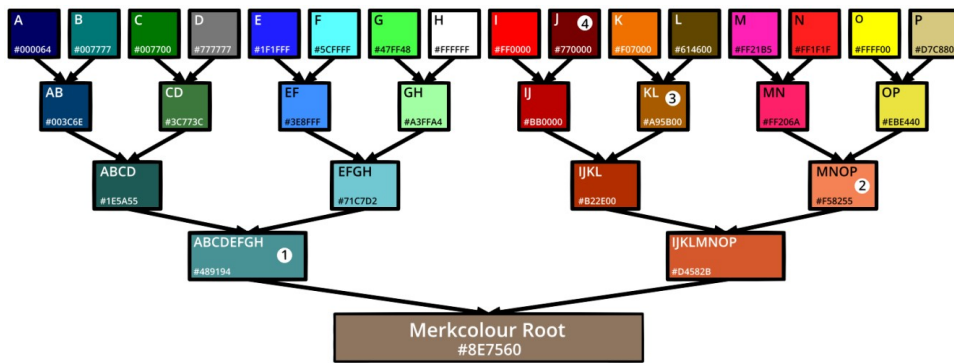 A B C D E F G H I J 4 K L M N O P
#000064 #007777 #007700 #777777 #1F1FFF #5CFFFF #47FF48 #FFFFFF #FF0000 #770000 #F07000 #614600 #FF21B5 #FF1F1F #FFFF00 #D7C880
AB CD EF GH IJ KL 3 MN OP
#003C6E #3C773C #3E8FFF #A3FFA4 #BB0000 #A95B00 #FF206A #EBE440
ABCD EFGH IJKL MNOP 2
#1E5A55 #71C7D2 #B22E00 #F58255
ABCDEFGH 1 IJKLMNOP
#489194 #D4582B
Merkcolour Root
#8E7560